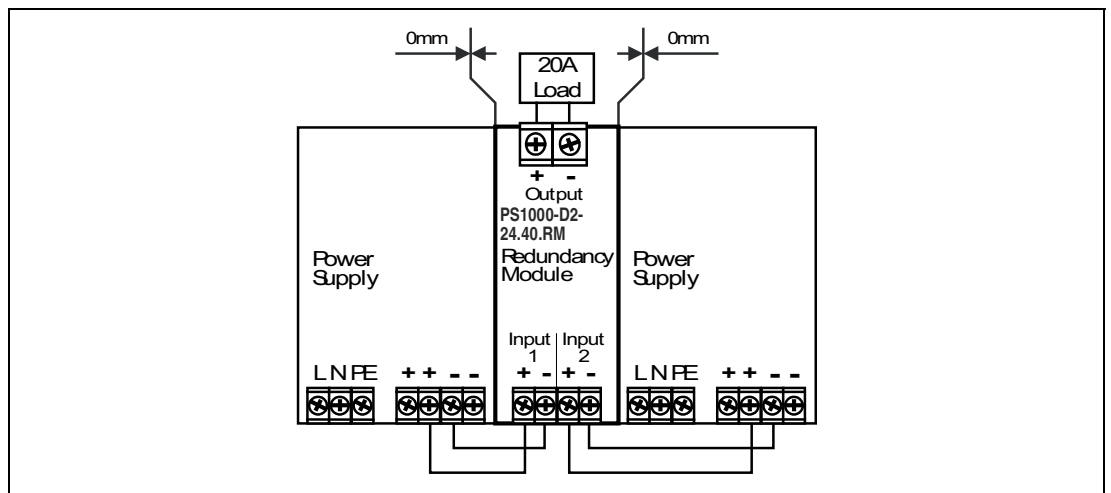 0mm
0mm
20A
Load
+ -
Output
PS1000-D2-
24.40.RM
Redundancy
Module
Power
Supply
Power
Supply
Input
1
Input
2
L N PE
+ + - -
+ - + -
L N PE
+ + - -